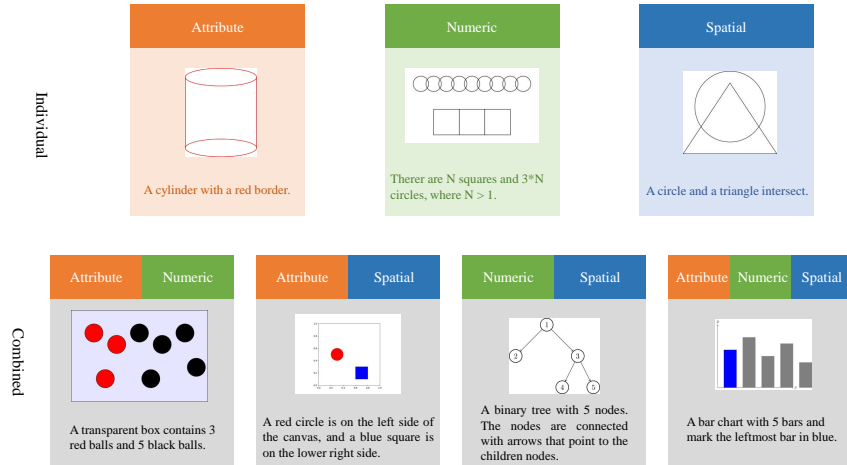 Attribute
Numeric
Spatial
Individual
A cylinder with a red border.
Therer are N squares and 3*N
circles, where N > 1.
A circle and a triangle intersect.
Attribute
Numeric
Attribute
Spatial
Numeric
Spatial
Attribute
Numeric
Spatial
Combined
1
2
3
4
5
A transparent box contains 3
red balls and 5 black balls.
A red circle is on the left side of
the canvas, and a blue square is
on the lower right side.
A binary tree with 5 nodes.
The nodes are connected
with arrows that point to the
children nodes.
A bar chart with 5 bars and
mark the leftmost bar in blue.